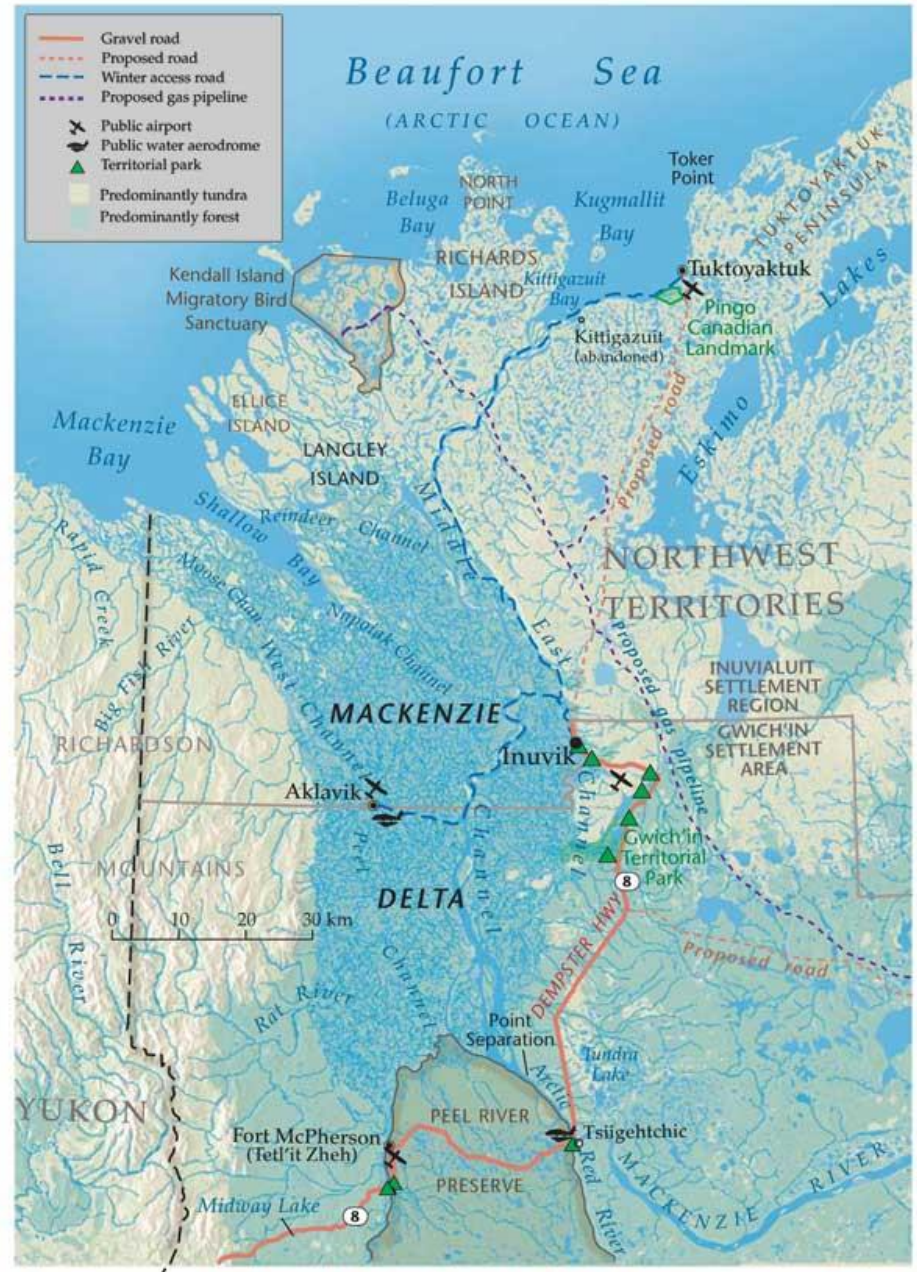 Gravel road
Proposed road
Winter access road
Proposed gas pipeline
Public airport
Public water aerodrome
Territorial park
Predominantly tundra
Predominantly forest
Beaufort Sea
(ARCTIC OCEAN)
Toker
Point
TUKTOYAKTUK
PENINSULA
Beluga
Bay
NORTH
POINT
Kugmallit
Bay
RICHARDS
ISLAND
Kendall Island
Migratory Bird
Sanctuary
Kittigazuit
Bay
Tuktoyaktuk
Pingo
Canadian
Landmark
Kittigazuit
(abandoned)
Eskimo Lakes
Proposed road
ELLICE
ISLAND
Mackenzie
Bay
LANGLEY
ISLAND
Shallow
Bay
Reindeer Channel
Middle
Channel
Rapid Creek
Moose Chan.
Napoiak Channel
Big Fish River
West Channel
East
Channel
NORTHWEST
TERRITORIES
Proposed gas pipeline
INUVIALUIT
SETTLEMENT
REGION
GWICH'IN
SETTLEMENT
AREA
RICHARDSON
MOUNTAINS
MACKENZIE
DELTA
Inuvik
Aklavik
Peel
Channel
Gwich'in
Territorial
Park
8
DEMPSTER HWY
Proposed road
Bell
River
0 10 20 30 km
Rat River
Point
Separation
Tundra
Lake
YUKON
Fort McPherson
(Tetl'it Zheh)
PEEL RIVER
PRESERVE
Tsiigehtchic
Arctic
Red
River
MACKENZIE RIVER
Midway Lake
8